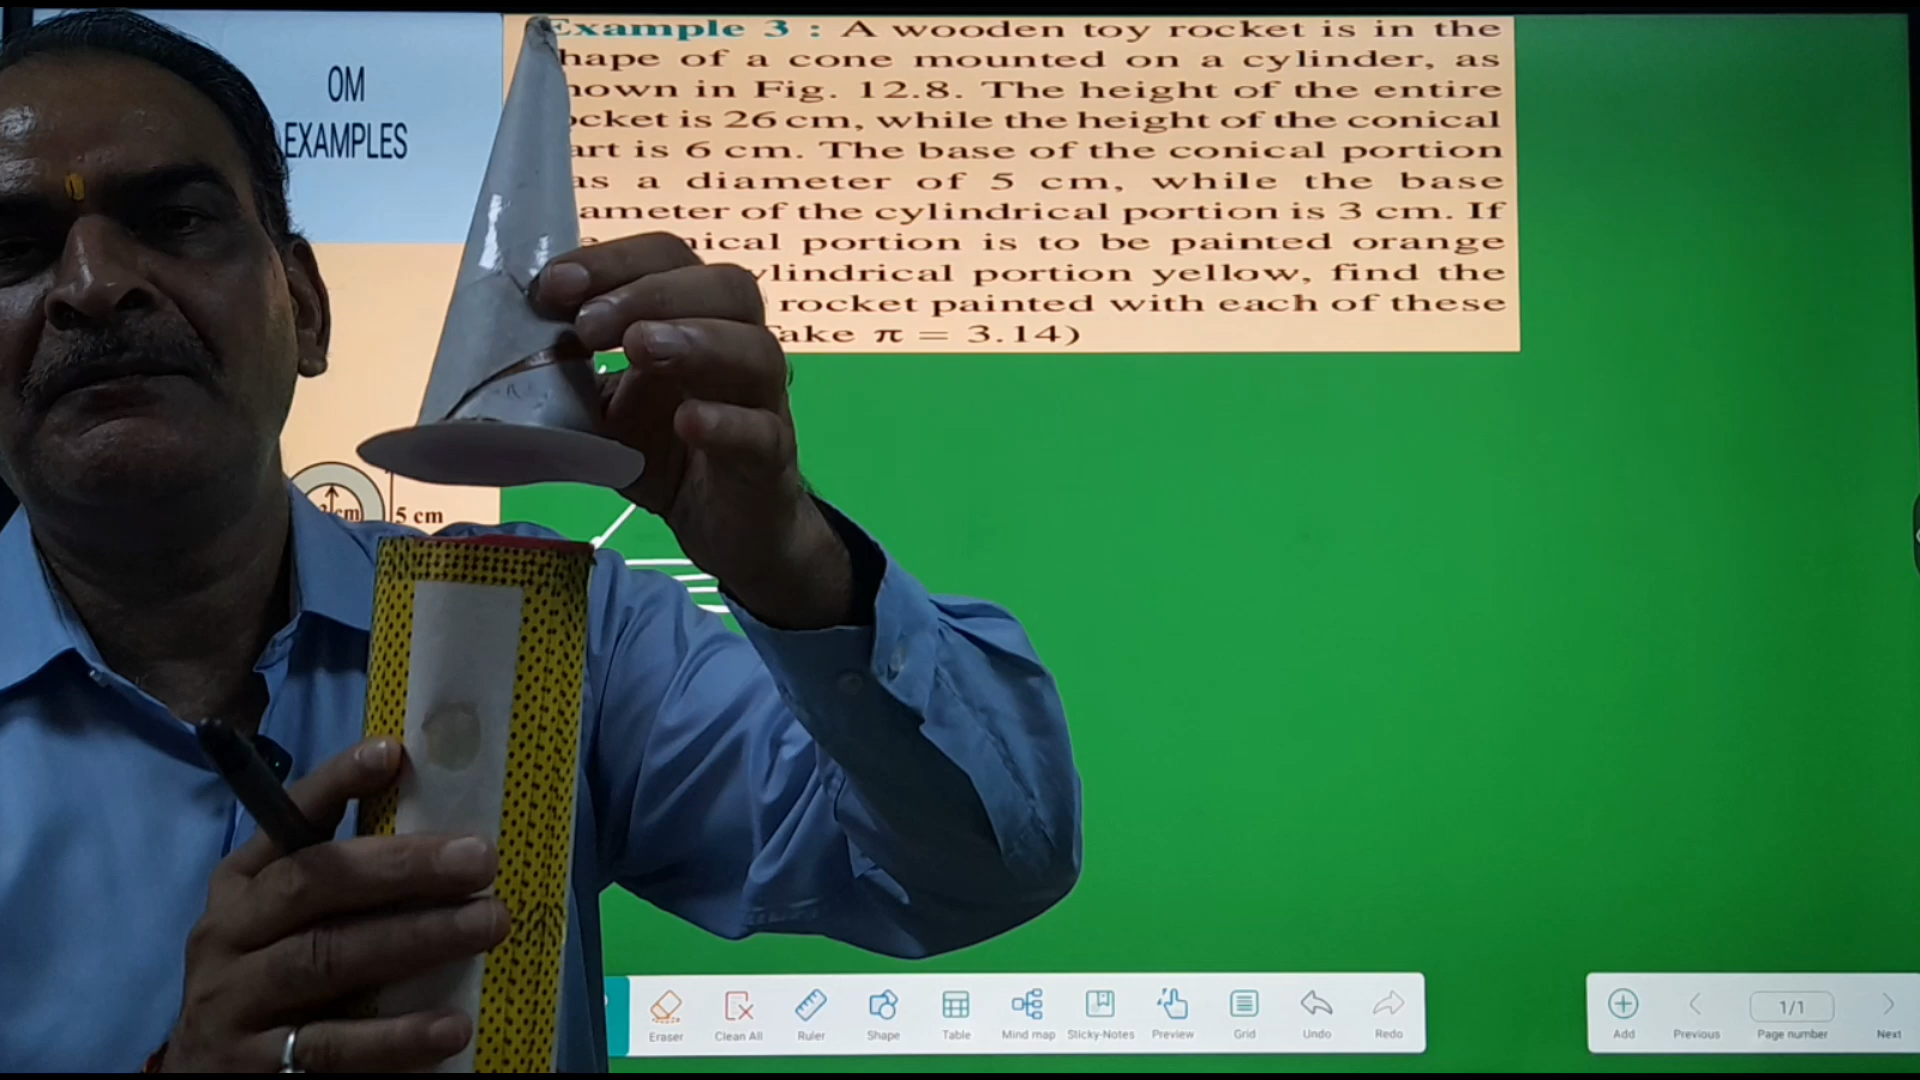 OM
EXAMPLES
Example 3 : A wooden toy rocket is in the
hape of a cone mounted on a cylinder, as
hown in Fig. 12.8. The height of the entire
ocket is 26 cm, while the height of the conical
art is 6 cm. The base of the conical portion
as a diameter of 5 cm, while the base
ameter of the cylindrical portion is 3 cm. If
e nical portion is to be painted orange
ylindrical portion yellow, find the
rocket painted with each of these
ake π = 3.14)
cm
5 cm
Eraser Clean All Ruler Shape Table Mind map Sticky-Notes Preview Grid Undo Redo
1/1
Add Previous Page number Next